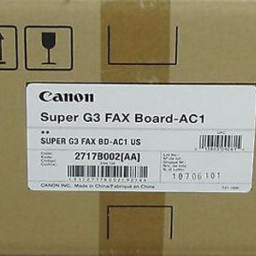 Canon
Super G3 FAX Board-AC1
SUPER G3 FAX BD-AC1 US
2717B002[AA]
10706101
CANON INC. Made in China/Fabriqué en Chine